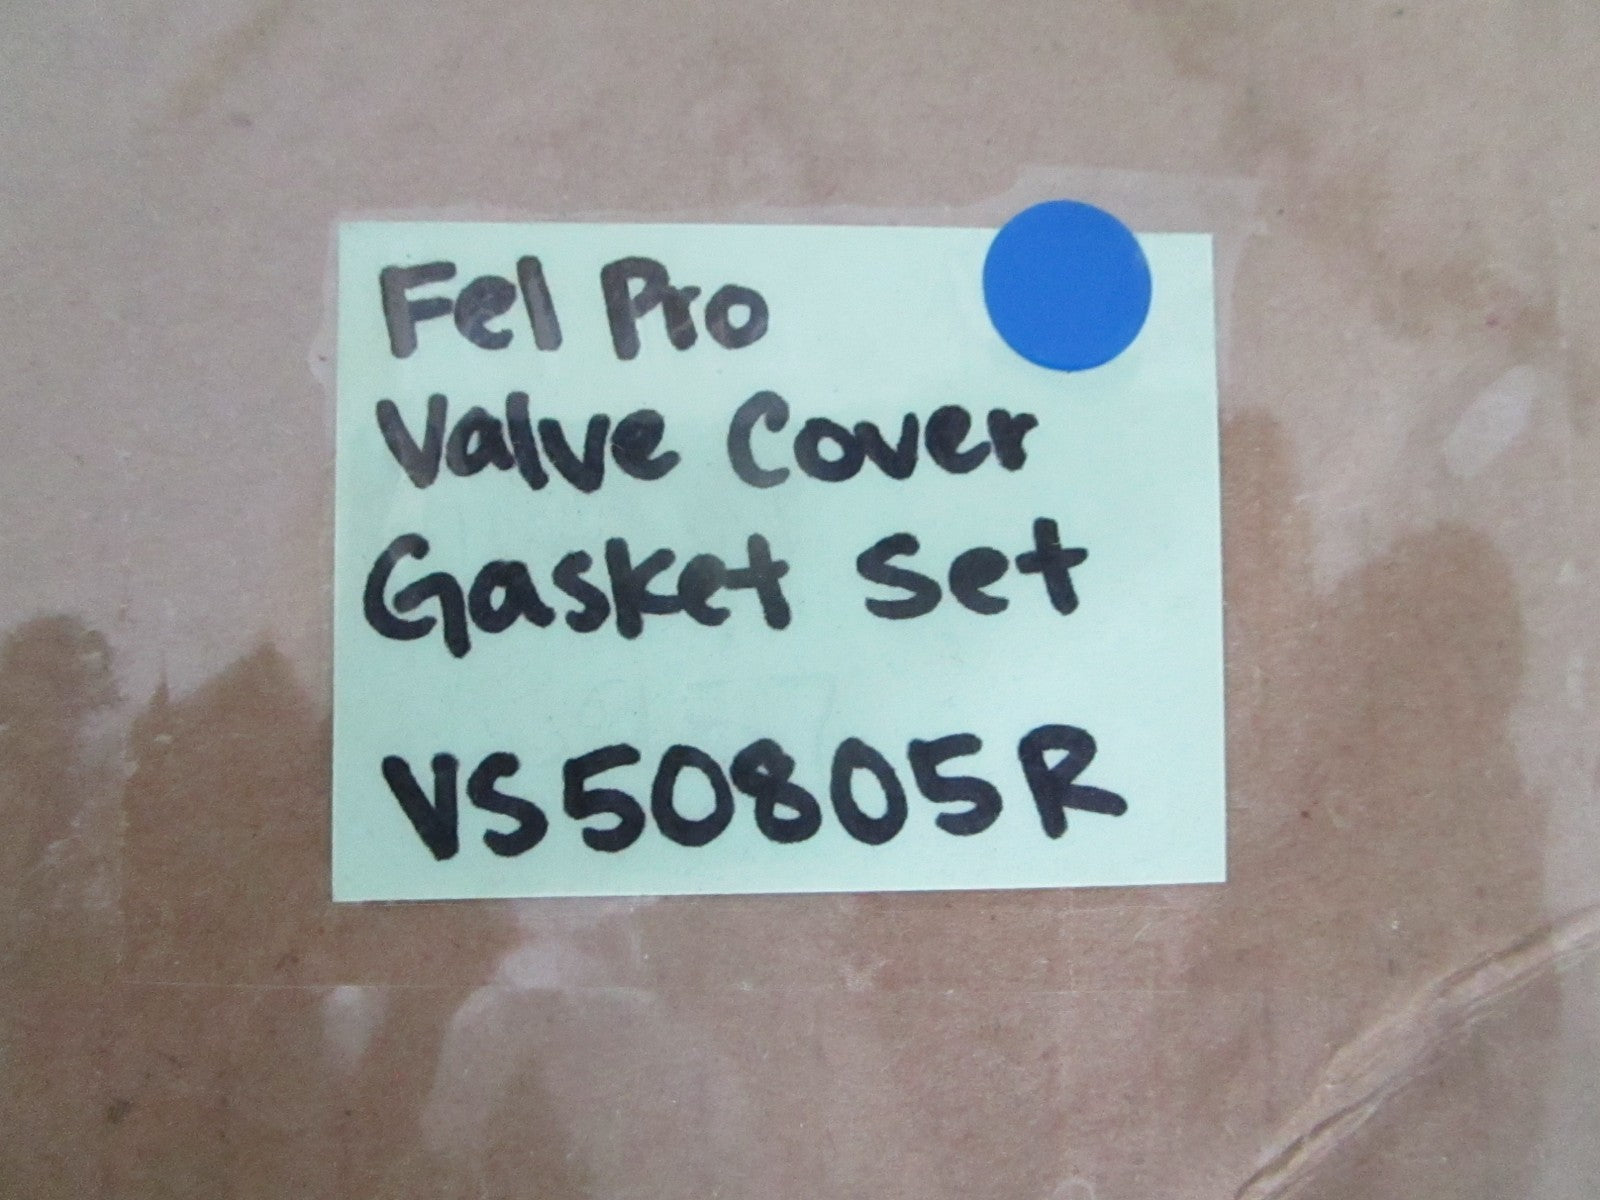 Fel Pro
Valve Cover
Gasket Set
VS50805R